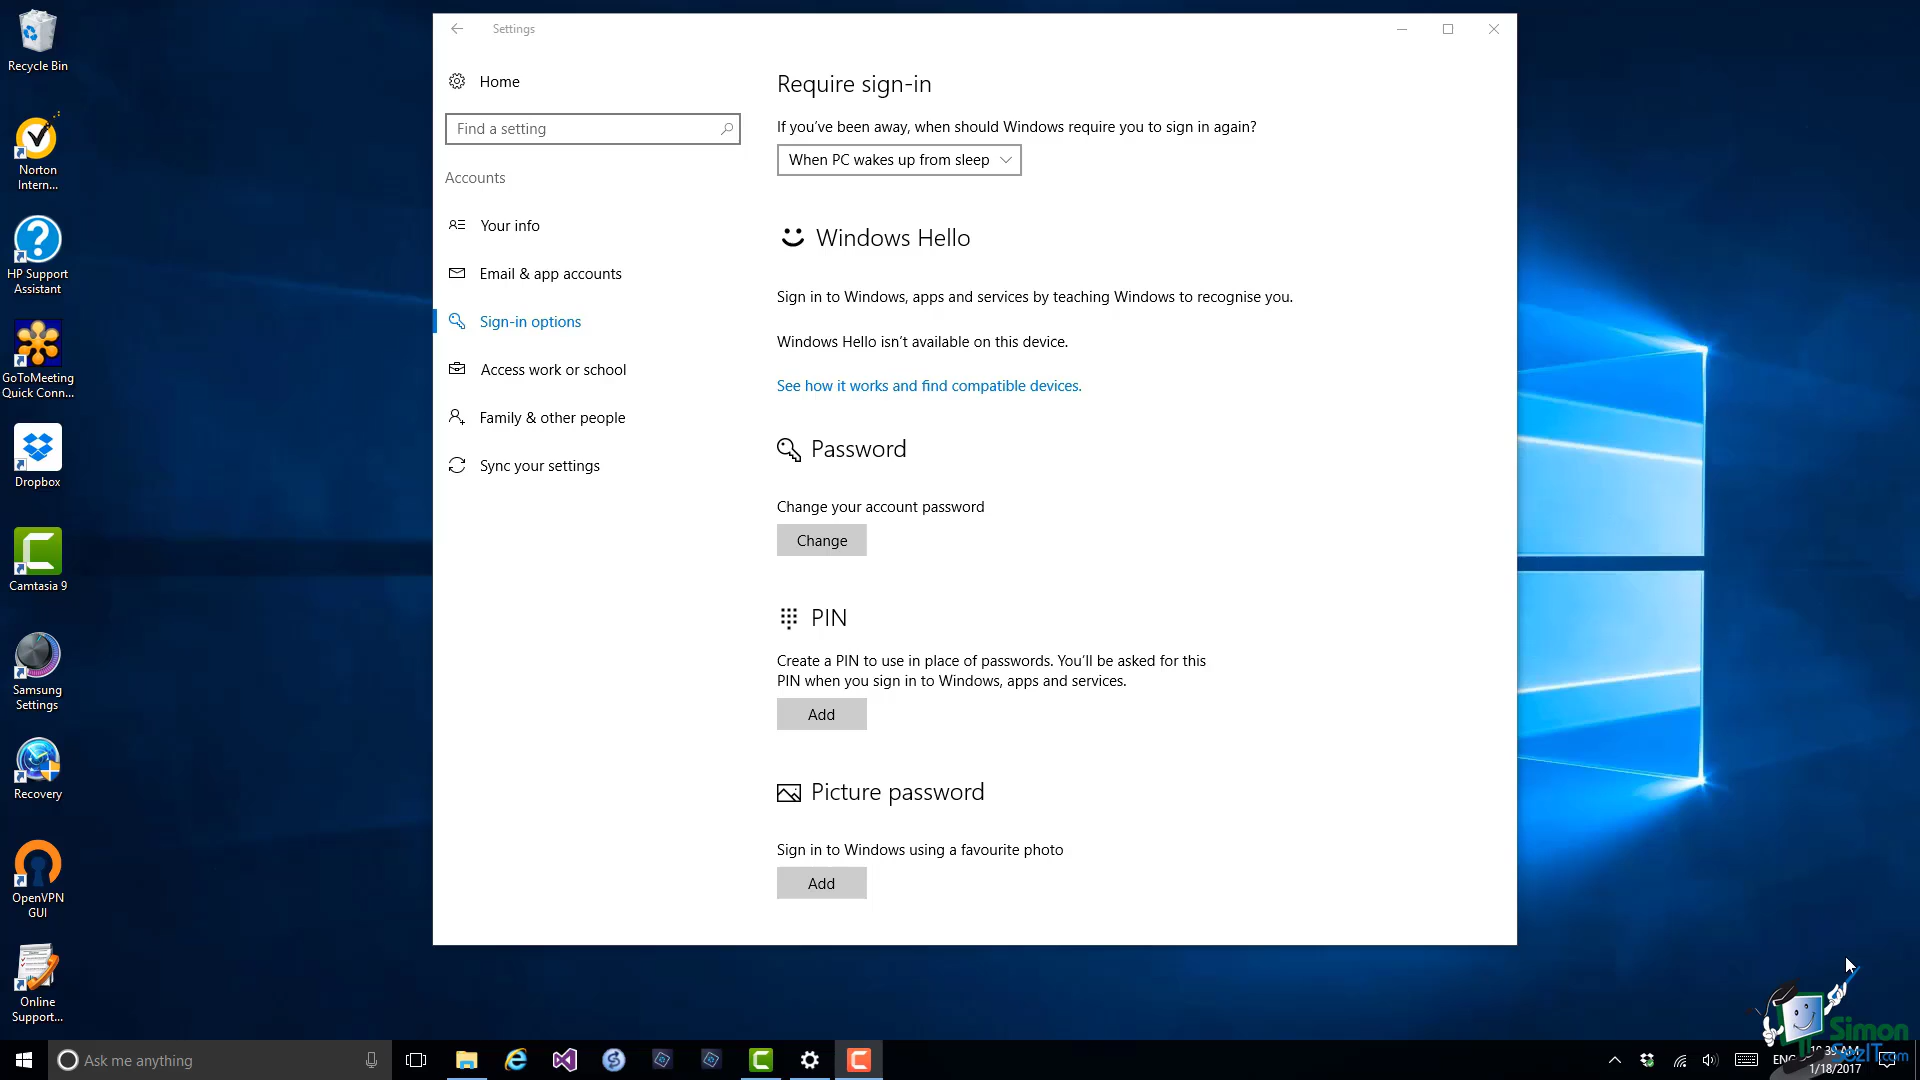 Recycle Bin
Norton
Intern...
HP Support
Assistant
GoToMeeting
Quick Conn...
Dropbox
Camtasia 9
Samsung
Settings
Recovery
OpenVPN
GUI
Online
Support...
Settings
Home
Find a setting
Accounts
Your info
Email & app accounts
Sign-in options
Access work or school
Family & other people
Sync your settings
Require sign-in
If you've been away, when should Windows require you to sign in again?
When PC wakes up from sleep
Windows Hello
Sign in to Windows, apps and services by teaching Windows to recognise you.
Windows Hello isn't available on this device.
See how it works and find compatible devices.
Password
Change your account password
Change
PIN
Create a PIN to use in place of passwords. You'll be asked for this
PIN when you sign in to Windows, apps and services.
Add
Picture password
Sign in to Windows using a favourite photo
Add
Ask me anything
ENG
1/18/2017
Simon
SezIT.com